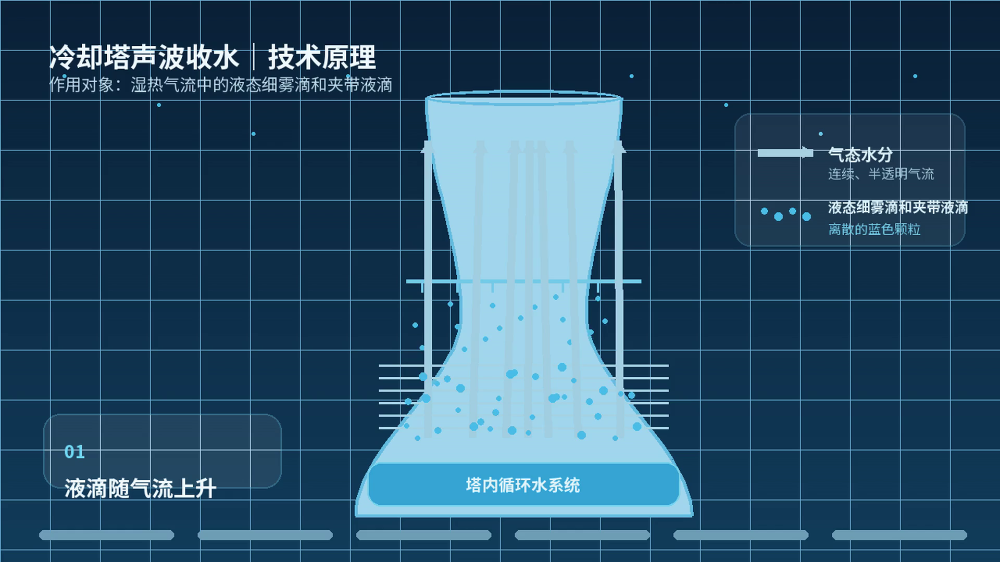 冷却塔声波收水｜技术原理
作用对象：湿热气流中的液态细雾滴和夹带液滴
气态水分
连续、半透明气流
液态细雾滴和夹带液滴
离散的蓝色颗粒
01
液滴随气流上升
塔内循环水系统